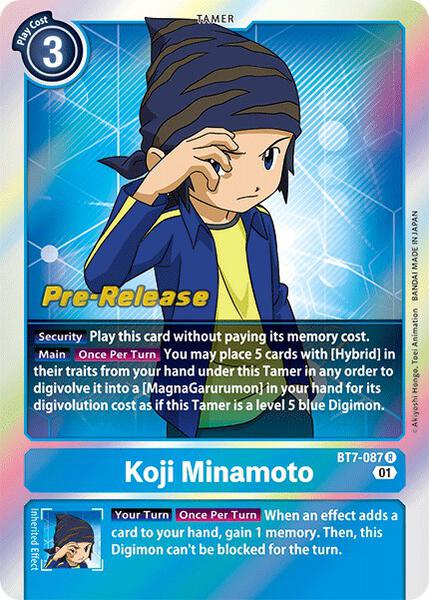 TAMER
Play Cost
3
Pre-Release
Security Play this card without paying its memory cost.
Main Once Per Turn You may place 5 cards with [Hybrid] in
their traits from your hand under this Tamer in any order to
digivolve it into a [MagnaGarurumon] in your hand for its
digivolution cost as if this Tamer is a level 5 blue Digimon.
©Akiyoshi Hongo, Toei Animation BANDAI MADE IN JAPAN
Koji Minamoto
BT7-087 R
01
Inherited Effect
Your Turn Once Per Turn When an effect adds a
card to your hand, gain 1 memory. Then, this
Digimon can't be blocked for the turn.